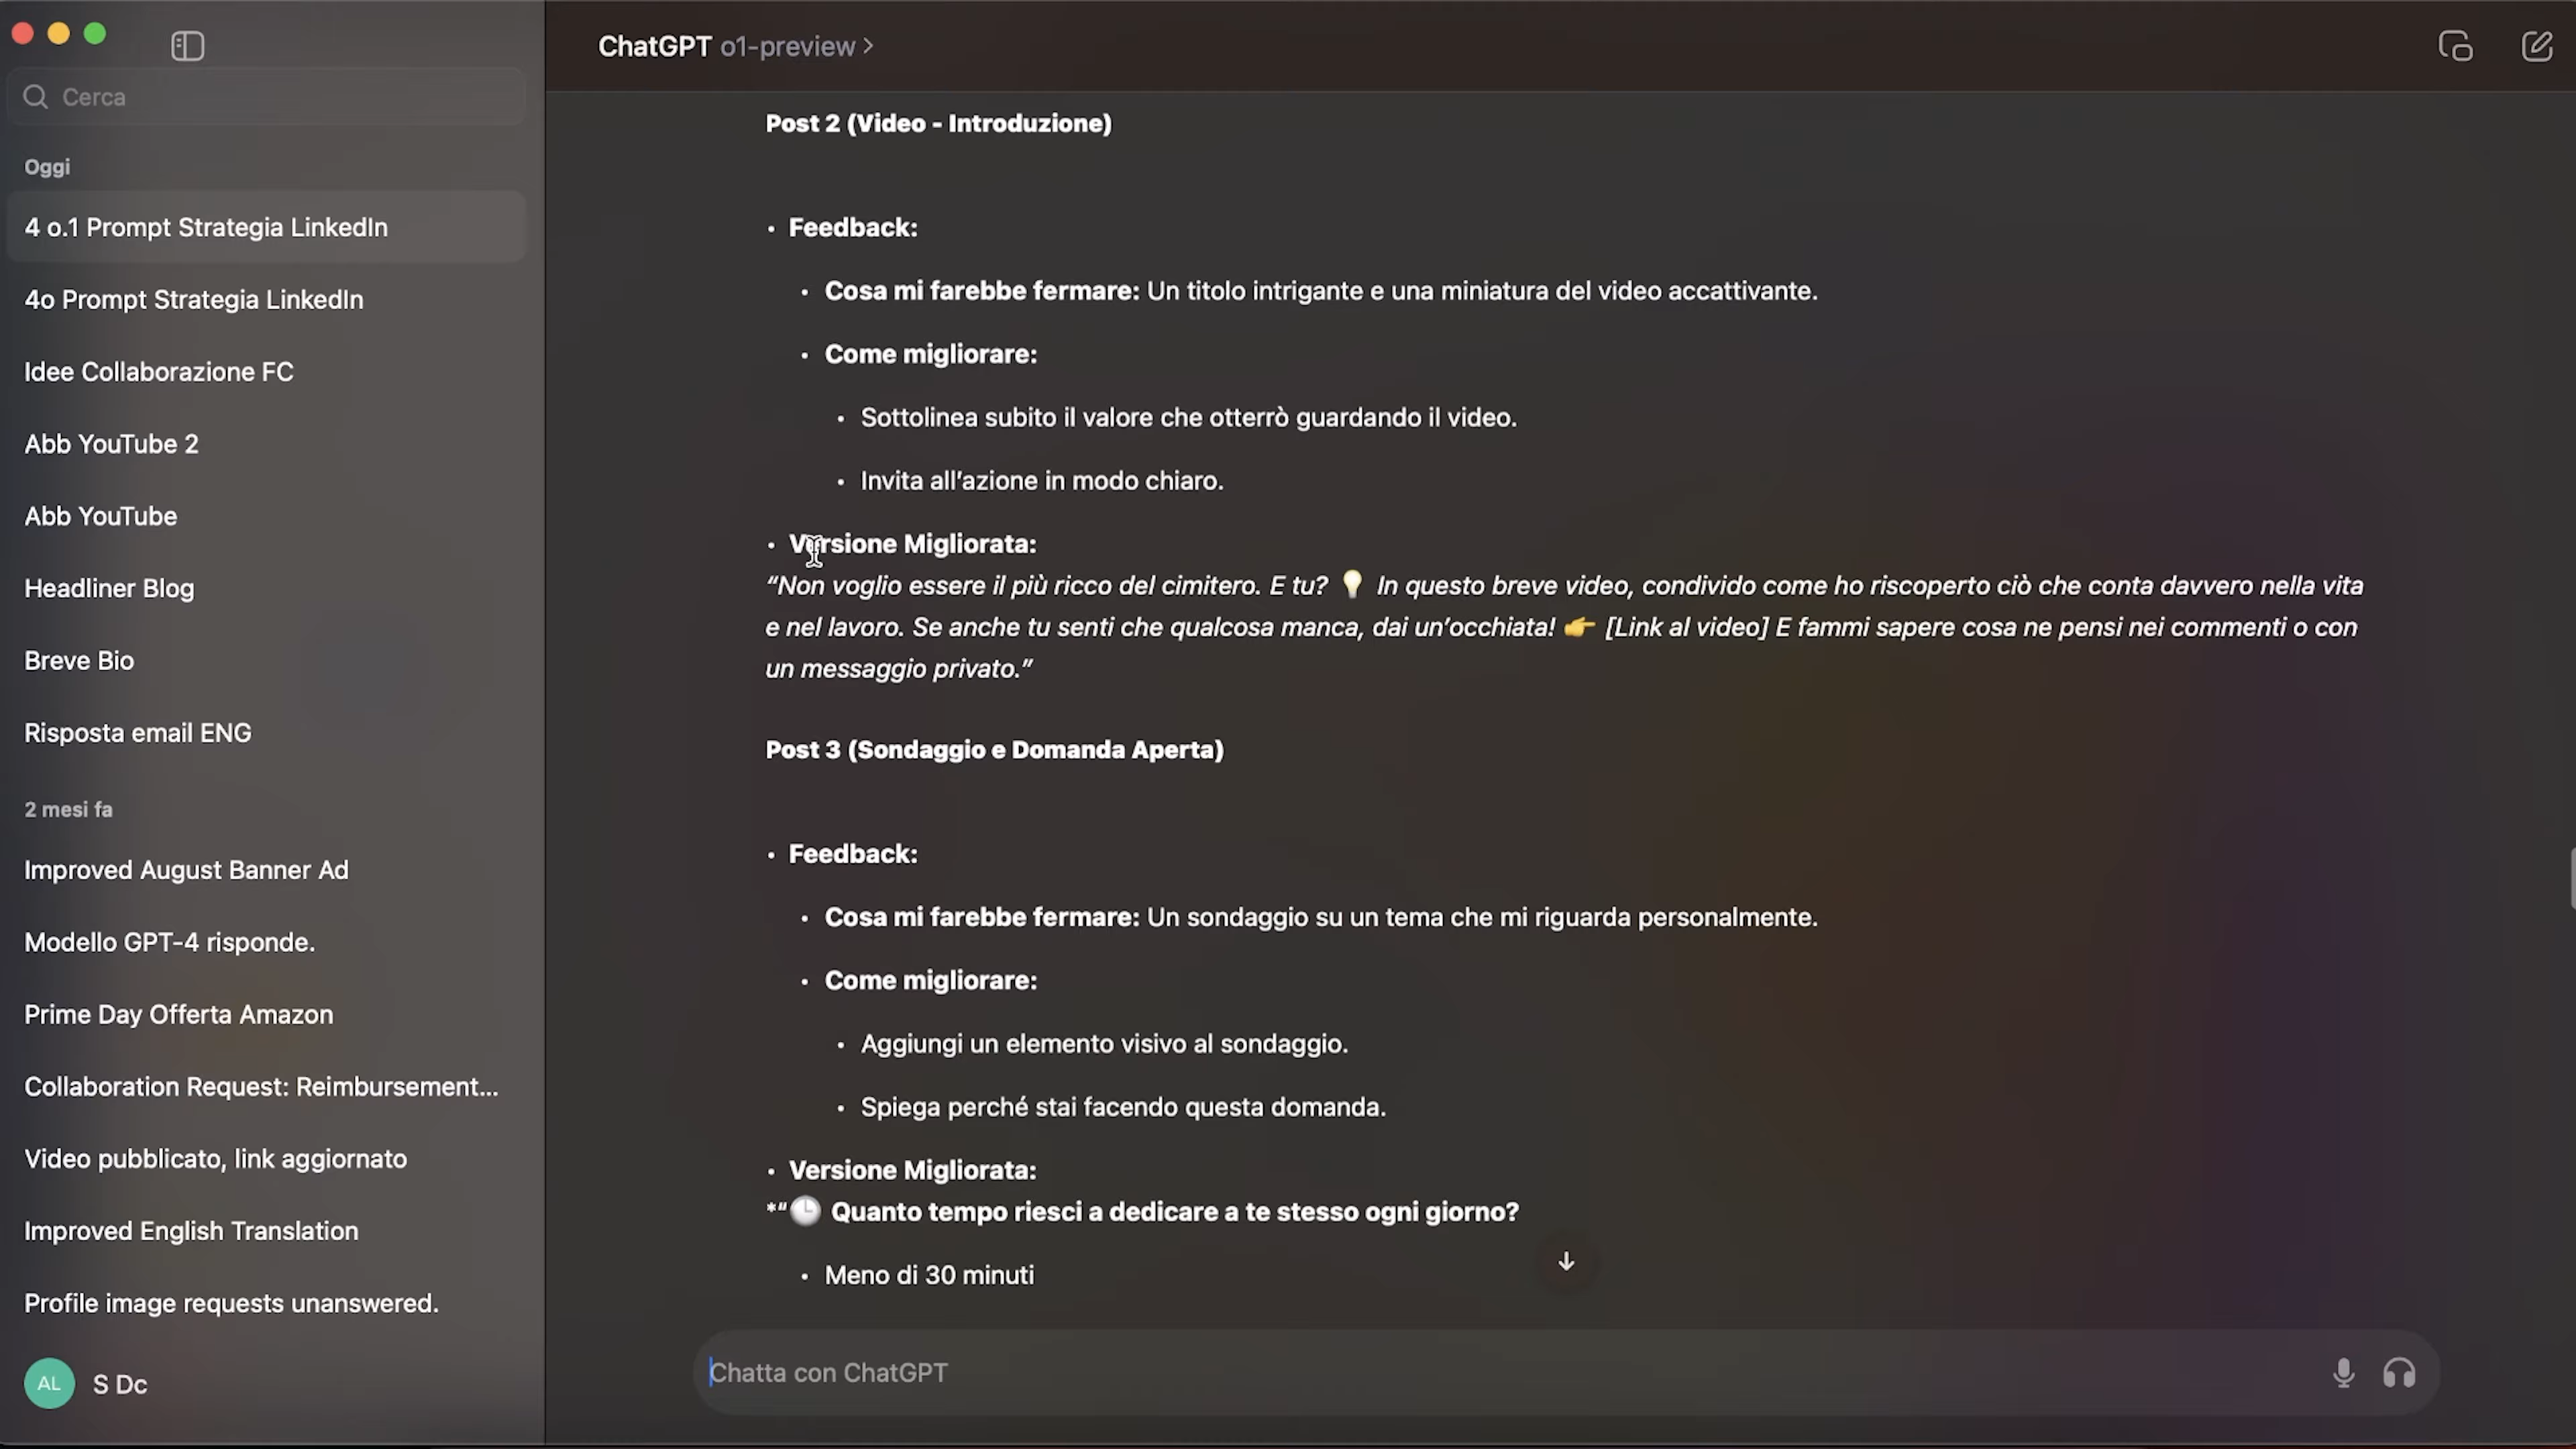 Cerca
Oggi
4 o.1 Prompt Strategia LinkedIn
4o Prompt Strategia LinkedIn
Idee Collaborazione FC
Abb YouTube 2
Abb YouTube
Headliner Blog
Breve Bio
Risposta email ENG
2 mesi fa
Improved August Banner Ad
Modello GPT-4 risponde.
Prime Day Offerta Amazon
Collaboration Request: Reimbursement...
Video pubblicato, link aggiornato
Improved English Translation
Profile image requests unanswered.
AL S Dc
ChatGPT o1-preview >
Post 2 (Video - Introduzione)
• Feedback:
• Cosa mi farebbe fermare: Un titolo intrigante e una miniatura del video accattivante.
• Come migliorare:
• Sottolinea subito il valore che otterrò guardando il video.
• Invita all’azione in modo chiaro.
• Versione Migliorata:
“Non voglio essere il più ricco del cimitero. E tu? 💡 In questo breve video, condivido come ho riscoperto ciò che conta davvero nella vita
e nel lavoro. Se anche tu senti che qualcosa manca, dai un’occhiata! 👉 [Link al video] E fammi sapere cosa ne pensi nei commenti o con
un messaggio privato.”
Post 3 (Sondaggio e Domanda Aperta)
• Feedback:
• Cosa mi farebbe fermare: Un sondaggio su un tema che mi riguarda personalmente.
• Come migliorare:
• Aggiungi un elemento visivo al sondaggio.
• Spiega perché stai facendo questa domanda.
• Versione Migliorata:
*“🕒 Quanto tempo riesci a dedicare a te stesso ogni giorno?
• Meno di 30 minuti
Chatta con ChatGPT